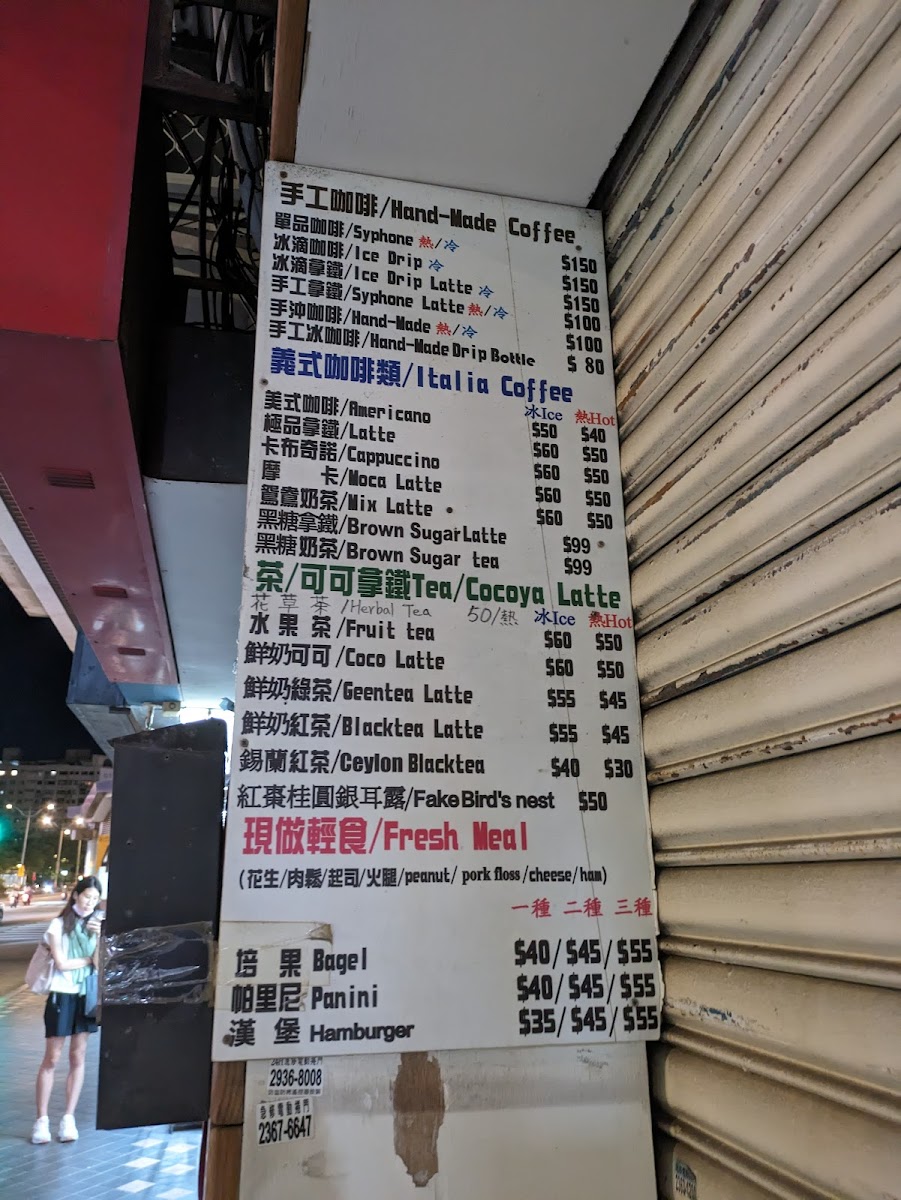 手工咖啡/Hand-Made Coffee
單品咖啡/Syphone 熱/冷 $150
冰滴咖啡/Ice Drip 冷 $150
冰滴拿鐵/Ice Drip Latte 冷 $150
手工拿鐵/Syphone Latte 熱/冷 $100
手沖咖啡/Hand-Made 熱/冷 $100
手工冰咖啡/Hand-Made Drip Bottle $ 80
義式咖啡類/Italia Coffee
冰Ice 熱Hot
美式咖啡/Americano $50 $40
極品拿鐵/Latte $60 $50
卡布奇諾/Cappuccino $60 $50
摩 卡/Moca Latte $60 $50
鴛鴦奶茶/Mix Latte $60 $50
黑糖拿鐵/Brown Sugar Latte $99
黑糖奶茶/Brown Sugar tea $99
茶/可可拿鐵Tea/Cocoya Latte
花草茶/Herbal Tea 50/熱 冰Ice 熱Hot
水果茶/Fruit tea $60 $50
鮮奶可可/Coco Latte $60 $50
鮮奶綠茶/Geentea Latte $55 $45
鮮奶紅茶/Blacktea Latte $55 $45
錫蘭紅茶/Ceylon Blacktea $40 $30
紅棗桂圓銀耳露/Fake Bird's nest $50
現做輕食/Fresh Meal
(花生/肉鬆/起司/火腿/peanut/ pork floss /cheese/ham)
一種 二種 三種
培果 Bagel $40/$45/$55
帕里尼 Panini $40/$45/$55
漢堡 Hamburger $35/$45/$55
2936-8008
急修電動捲門
2367-6647